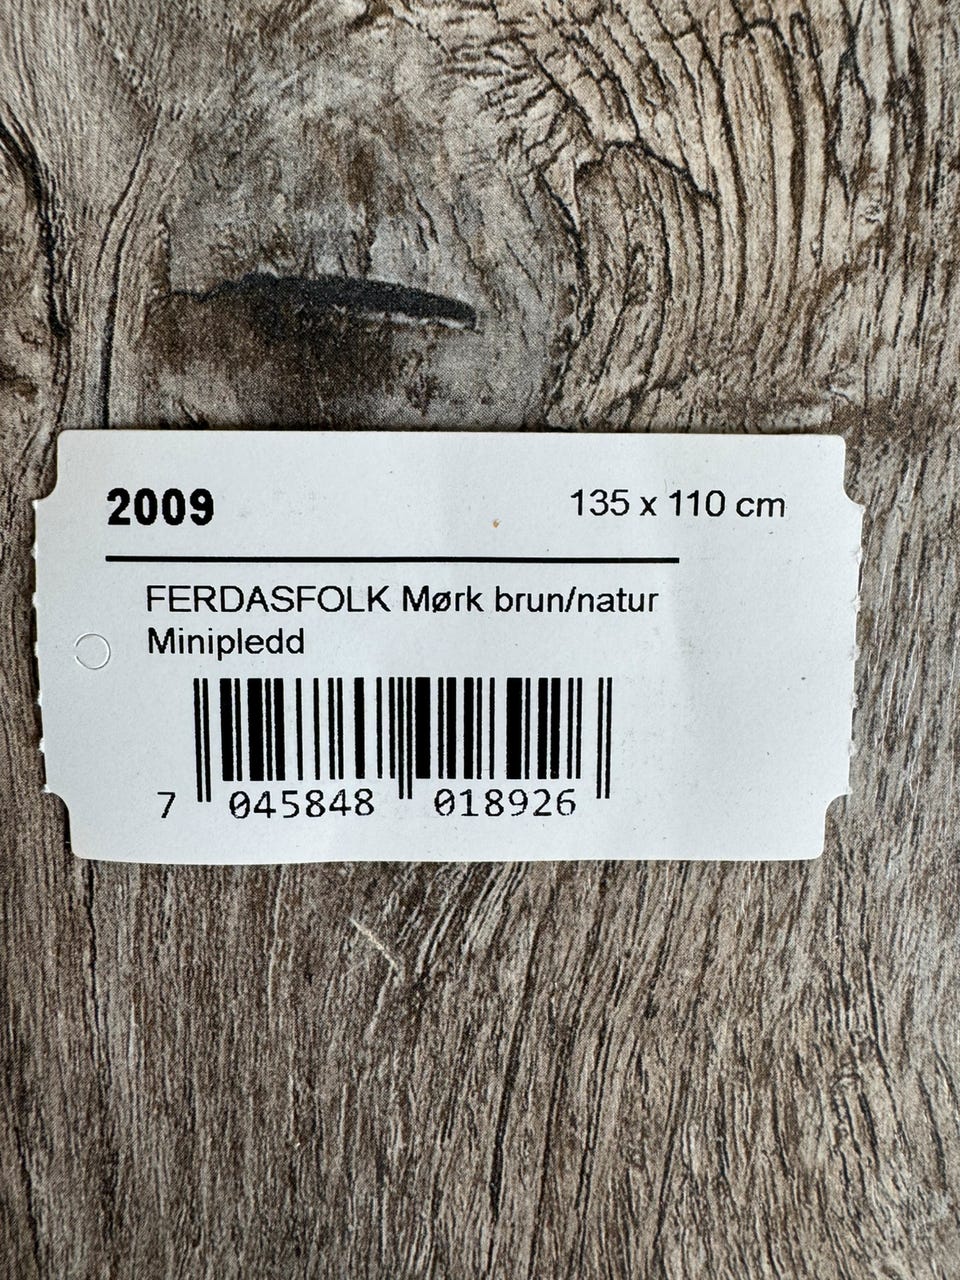 2009 135 x 110 cm
FERDASFOLK Mørk brun/natur
Minipledd
7 045848 018926